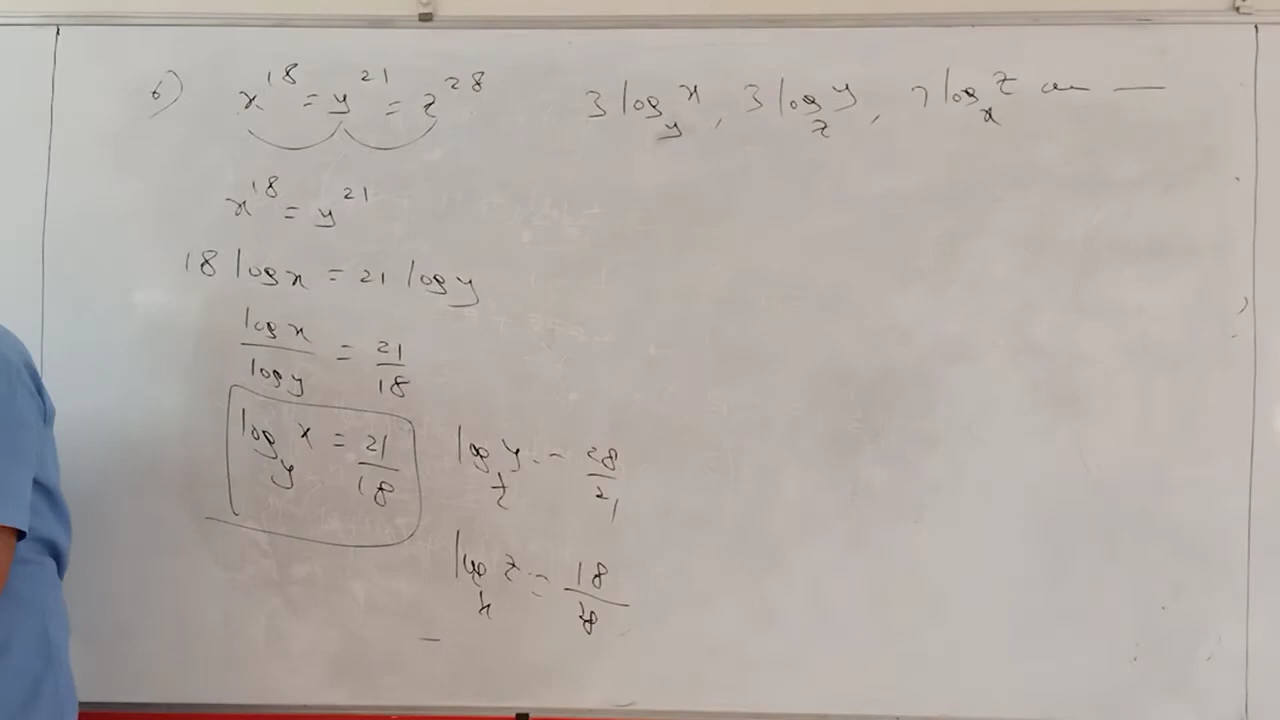 6) x^18 = y^21 = z^28 3 log_y x, 3 log_z y, 7 log_x z are —
x^18 = y^21
18 log x = 21 log y
log x / log y = 21/18
log_y x = 21/18 log_z y = 28/21
log_x z = 18/28